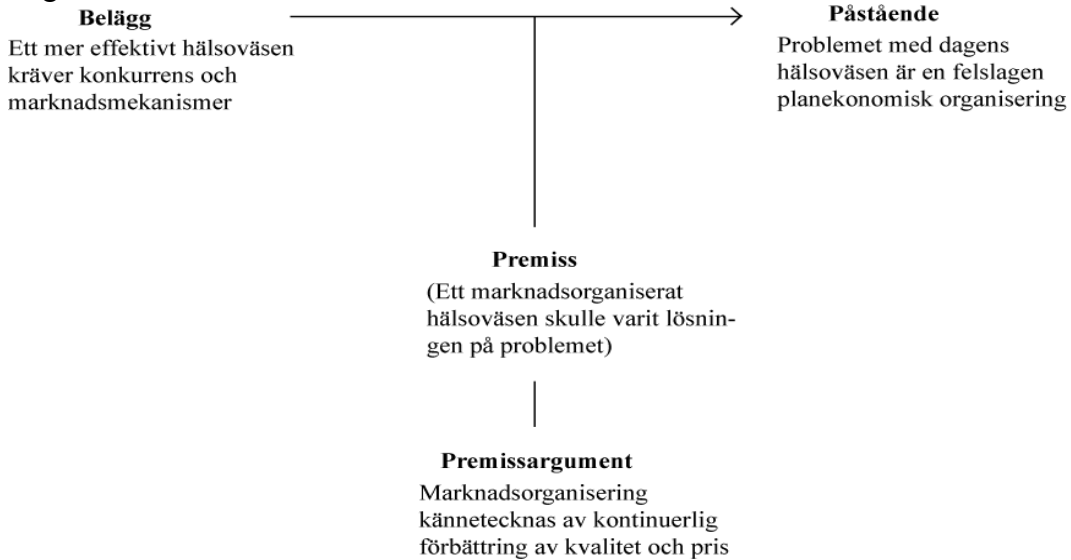 Belägg
Ett mer effektivt hälsoväsen
kräver konkurrens och
marknadsmekanismer
Påstående
Problemet med dagens
hälsoväsen är en felslagen
planekonomisk organisering
Premiss
(Ett marknadsorganiserat
hälsoväsen skulle varit lösnin-
gen på problemet)
Premissargument
Marknadsorganisering
kännetecknas av kontinuerlig
förbättring av kvalitet och pris